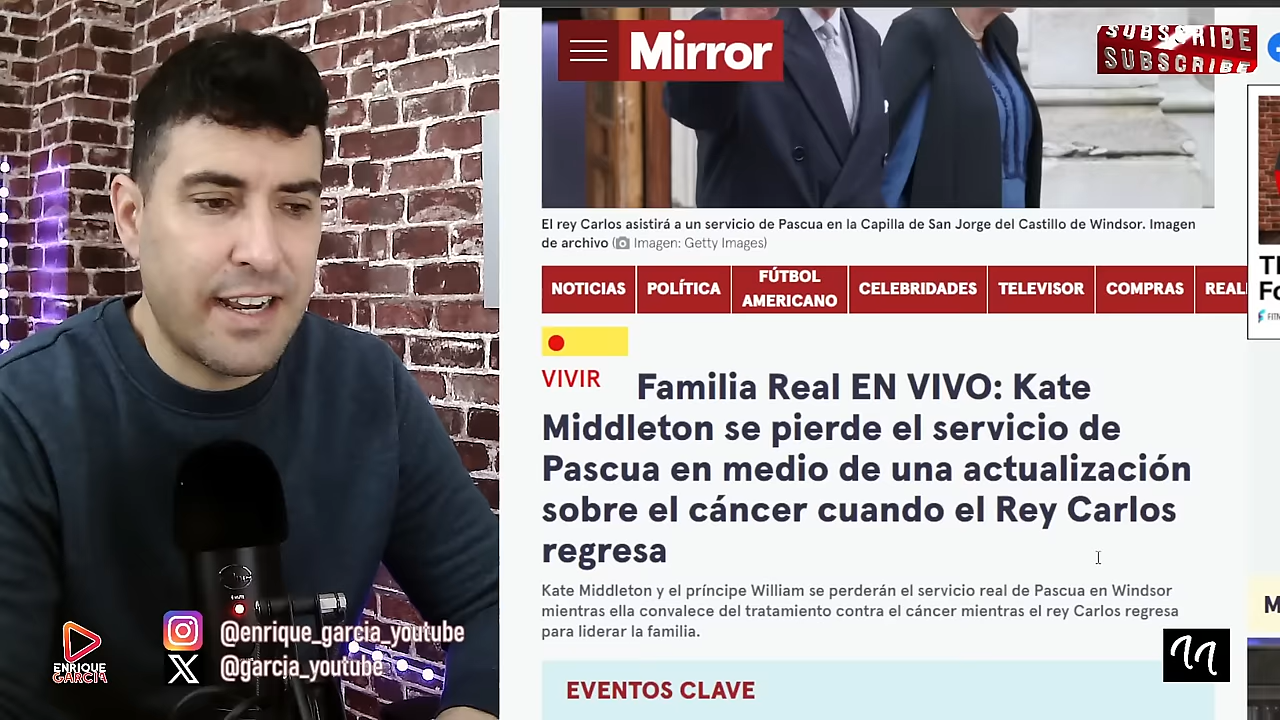 Mirror
SUBSCRIBE
SUBSCRIBE
El rey Carlos asistirá a un servicio de Pascua en la Capilla de San Jorge del Castillo de Windsor. Imagen
de archivo (Imagen: Getty Images)
NOTICIAS
POLÍTICA
FÚTBOL
AMERICANO
CELEBRIDADES
TELEVISOR
COMPRAS
REAL
VIVIR
Familia Real EN VIVO: Kate
Middleton se pierde el servicio de
Pascua en medio de una actualización
sobre el cáncer cuando el Rey Carlos
regresa
Kate Middleton y el príncipe William se perderán el servicio real de Pascua en Windsor
mientras ella convalece del tratamiento contra el cáncer mientras el rey Carlos regresa
para liderar la familia.
EVENTOS CLAVE
@enrique_garcia_youtube
@garcia_youtube
ENRIQUE
GARCIA